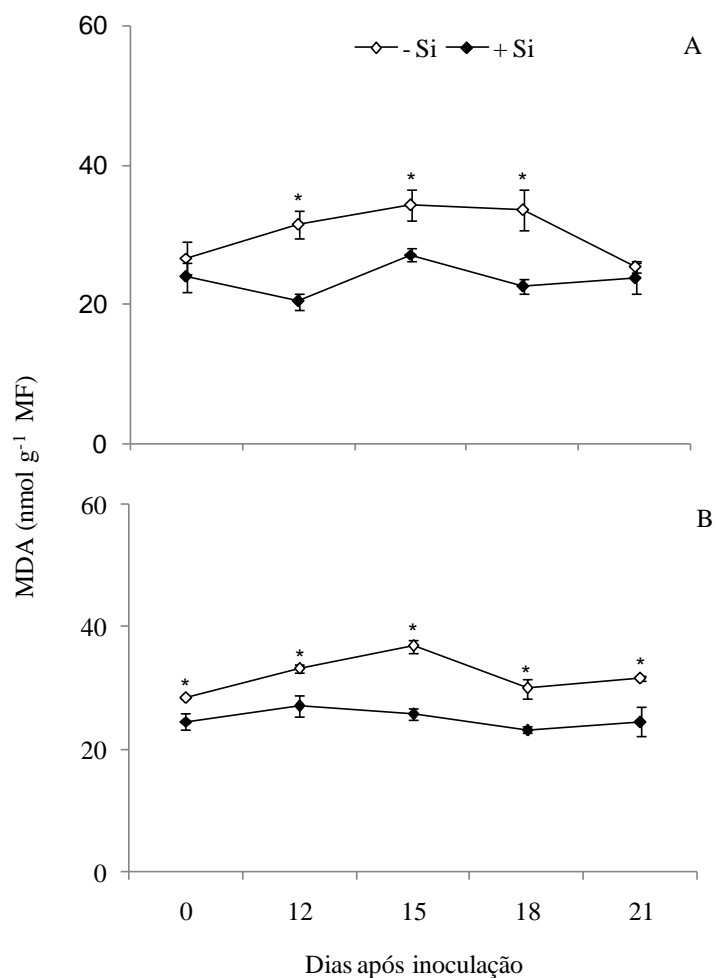 60
- Si + Si
A
* * *
40
20
0
MDA (nmol g⁻¹ MF)
60
B
* * * * *
40
20
0
0 12 15 18 21
Dias após inoculação